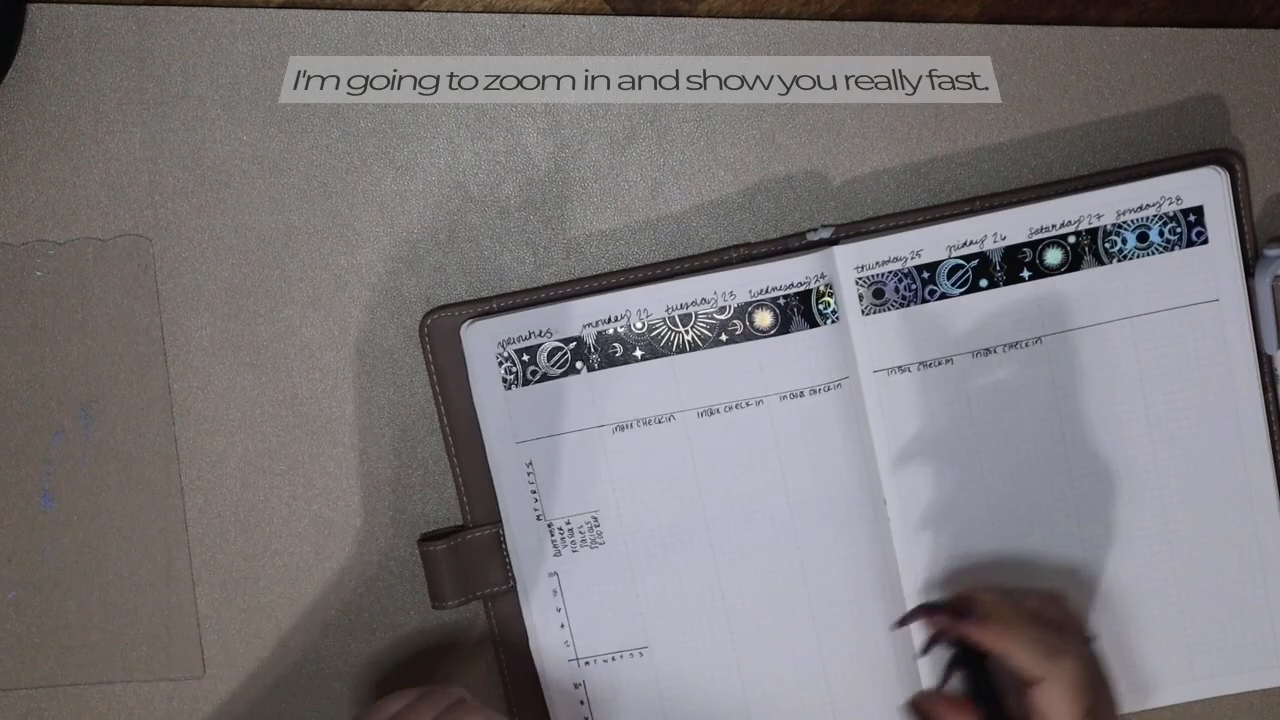 I'm going to zoom in and show you really fast.
priorities
monday 22
tuesday 23
wednesday 24
thursday 25
friday 26
saturday 27
sunday 28
INBOX CHECK IN
INBOX CHECK IN
INBOX CHECK IN
INBOX CHECK IN
INBOX CHECK IN
M T W R F S S
SALES
SOCIALS
M T W R F S S